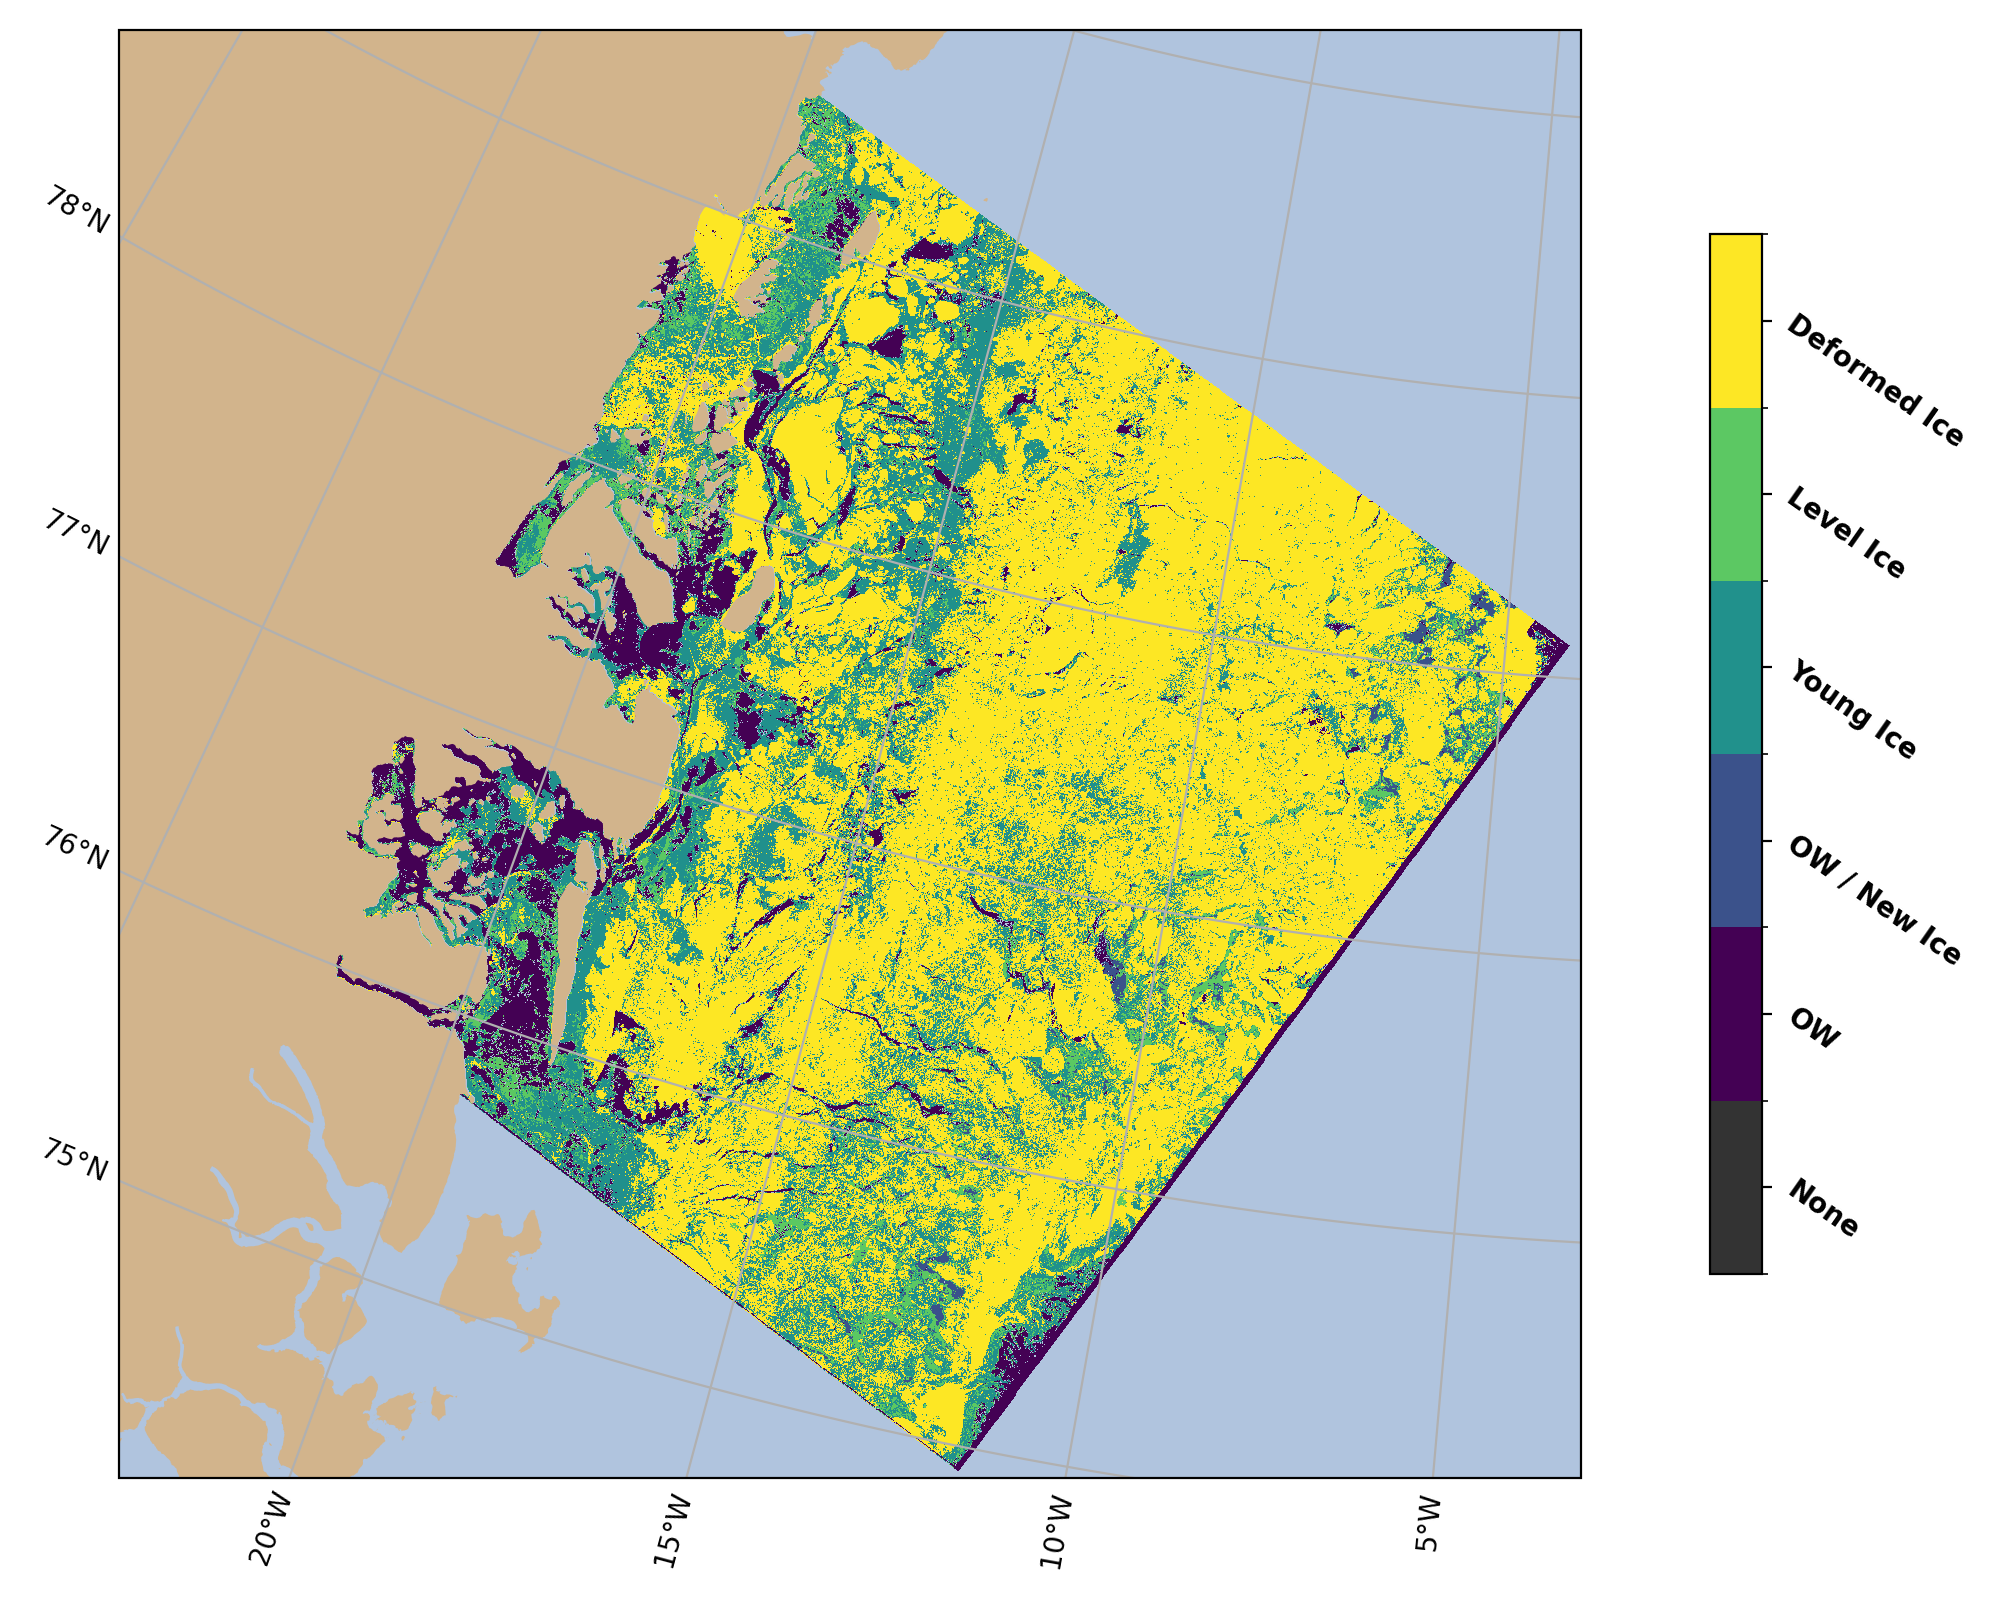 78°N
77°N
76°N
75°N
20°W
15°W
10°W
5°W
Deformed Ice
Level Ice
Young Ice
OW / New Ice
OW
None